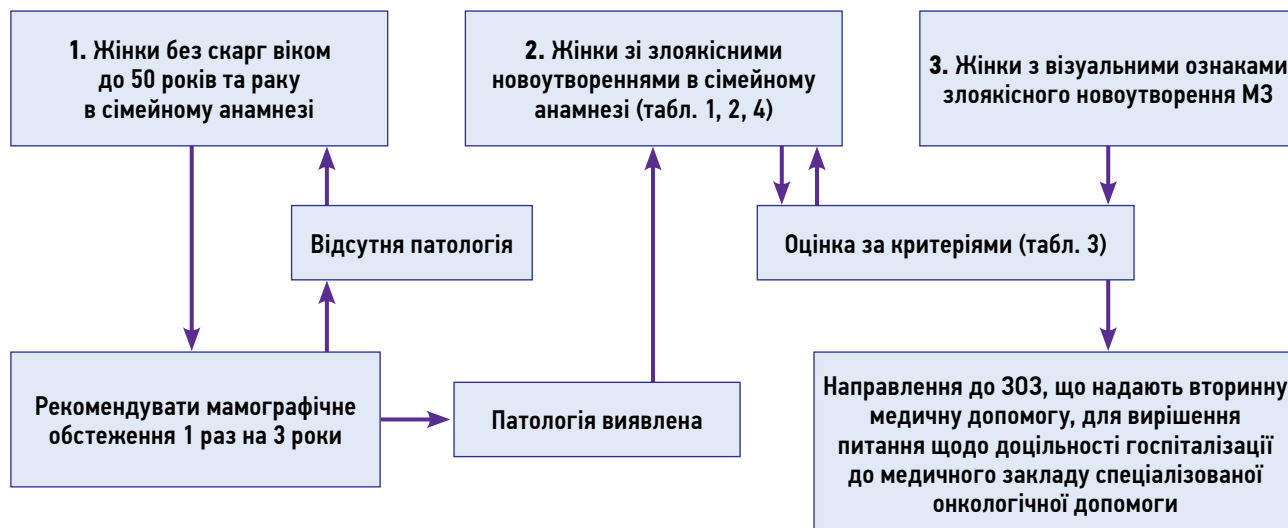 1. Жінки без скарг віком
до 50 років та раку
в сімейному анамнезі
2. Жінки зі злоякісними
новоутвореннями в сімейному
анамнезі (табл. 1, 2, 4)
3. Жінки з візуальними ознаками
злоякісного новоутворення МЗ
Відсутня патологія
Оцінка за критеріями (табл. 3)
Рекомендувати мамографічне
обстеження 1 раз на 3 роки
Патологія виявлена
Направлення до ЗОЗ, що надають вторинну
медичну допомогу, для вирішення
питання щодо доцільності госпіталізації
до медичного закладу спеціалізованої
онкологічної допомоги